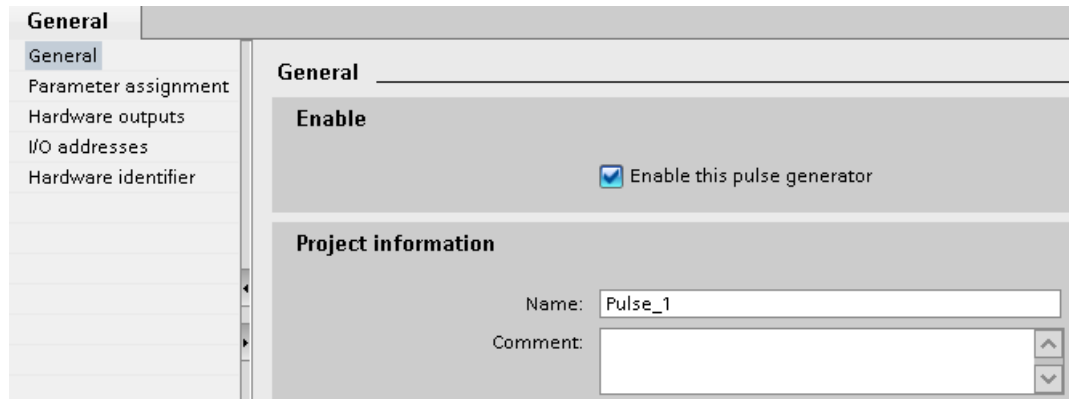 General
General
Parameter assignment
Hardware outputs
I/O addresses
Hardware identifier
General
Enable
Enable this pulse generator
Project information
Name: Pulse_1
Comment: